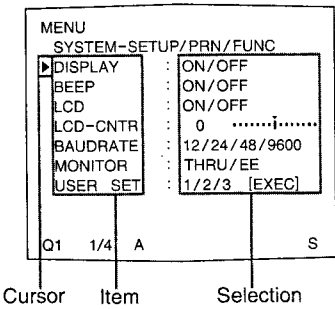 MENU
SYSTEM-SETUP/PRN/FUNC
DISPLAY : ON/OFF
BEEP : ON/OFF
LCD : ON/OFF
LCD-CNTR : 0
BAUDRATE : 12/24/48/9600
MONITOR : THRU/EE
USER SET : 1/2/3 [EXEC]
Q1 1/4 A S
Cursor Item Selection